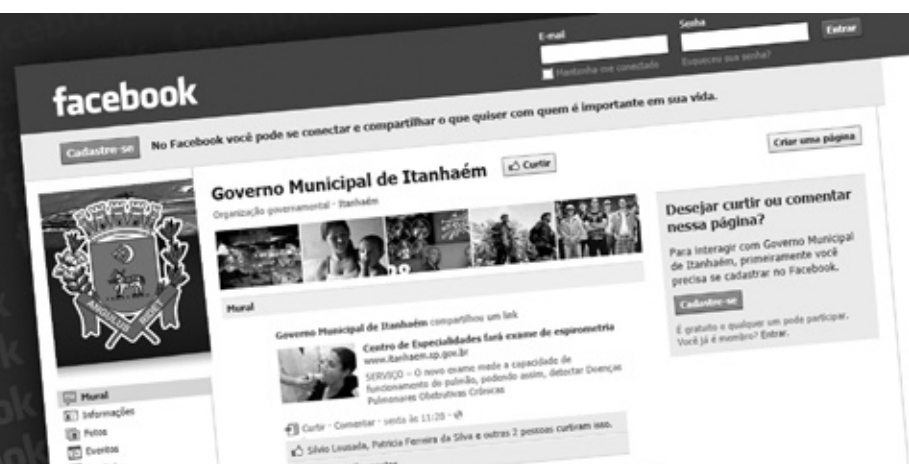 E-mail
Senha
Entrar
Mantenha-me conectado
Esqueceu sua senha?
facebook
Cadastre-se
No Facebook você pode se conectar e compartilhar o que quiser com quem é importante em sua vida.
Criar uma página
Governo Municipal de Itanhaém
Curtir
Organização governamental · Itanhaém
Desejar curtir ou comentar
nessa página?
Para interagir com Governo Municipal
de Itanhaém, primeiramente você
precisa se cadastrar no Facebook.
Cadastre-se
É gratuito e qualquer um pode participar.
Você já é membro? Entrar.
Mural
Governo Municipal de Itanhaém compartilhou um link
Centro de Especialidades fará exame de espirometria
www.itanhaem.sp.gov.br
SERVIÇO – O novo exame mede a capacidade de
funcionamento do pulmão, podendo assim, detectar Doenças
Pulmonares Obstrutivas Crônicas
Curtir · Comentar · sexta às 11:28 ·
Silvio Lousada, Patrícia Ferreira da Silva e outras 2 pessoas curtiram isso.
ANGULUS RIDET
Mural
Informações
Fotos
Eventos